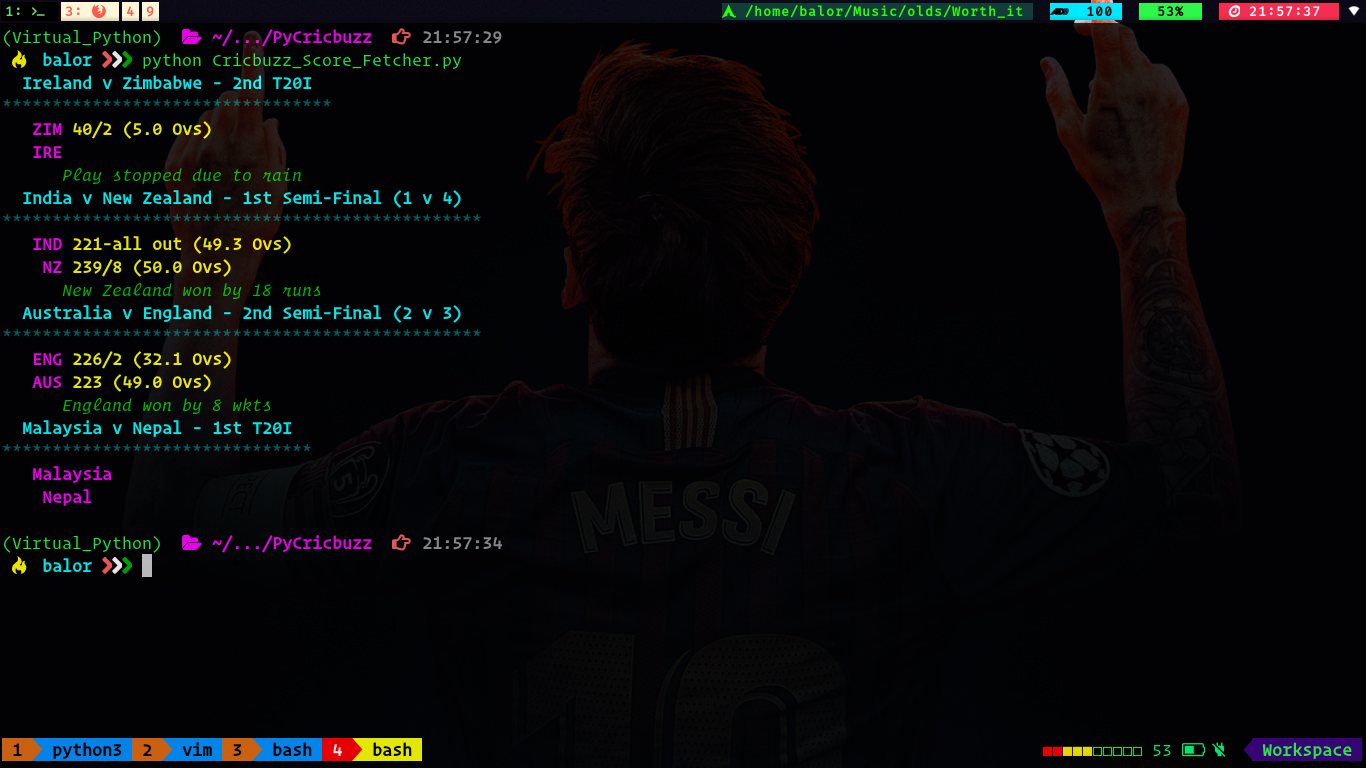 1: >_ 3: 4 9 /home/balor/Music/olds/Worth_it 100 53% 21:57:37
(Virtual_Python) ~/.../PyCricbuzz 21:57:29
balor python Cricbuzz_Score_Fetcher.py
Ireland v Zimbabwe - 2nd T20I
*********************************
ZIM 40/2 (5.0 Ovs)
IRE
Play stopped due to rain
India v New Zealand - 1st Semi-Final (1 v 4)
************************************************
IND 221-all out (49.3 Ovs)
NZ 239/8 (50.0 Ovs)
New Zealand won by 18 runs
Australia v England - 2nd Semi-Final (2 v 3)
************************************************
ENG 226/2 (32.1 Ovs)
AUS 223 (49.0 Ovs)
England won by 8 wkts
Malaysia v Nepal - 1st T20I
*******************************
Malaysia
Nepal
(Virtual_Python) ~/.../PyCricbuzz 21:57:34
balor
MESSI
10
1 python3 2 vim 3 bash 4 bash 53 Workspace